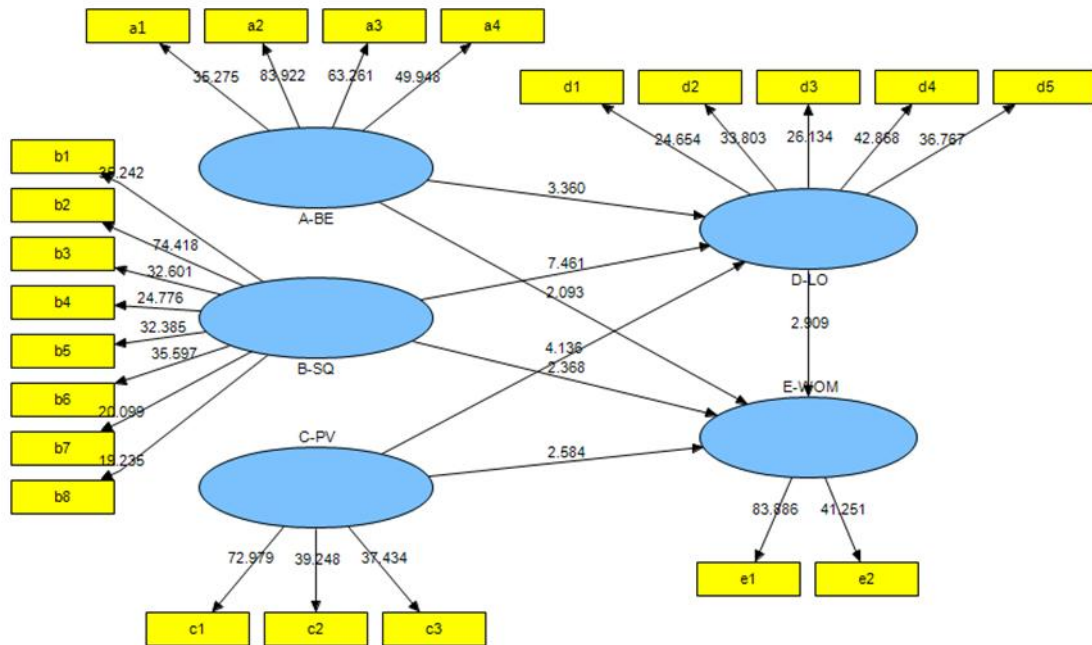 a1
a2
a3
a4
35.275
83.922
63.261
49.948
A-BE
d1
d2
d3
d4
d5
24.654
33.803
26.134
42.868
36.767
D-LO
b1
b2
b3
b4
b5
b6
b7
b8
35.242
74.418
32.601
24.776
32.385
35.597
20.099
19.235
B-SQ
3.360
7.461
2.093
4.136
2.368
2.909
2.584
C-PV
72.979
39.248
37.434
c1
c2
c3
E-WOM
83.886
41.251
e1
e2